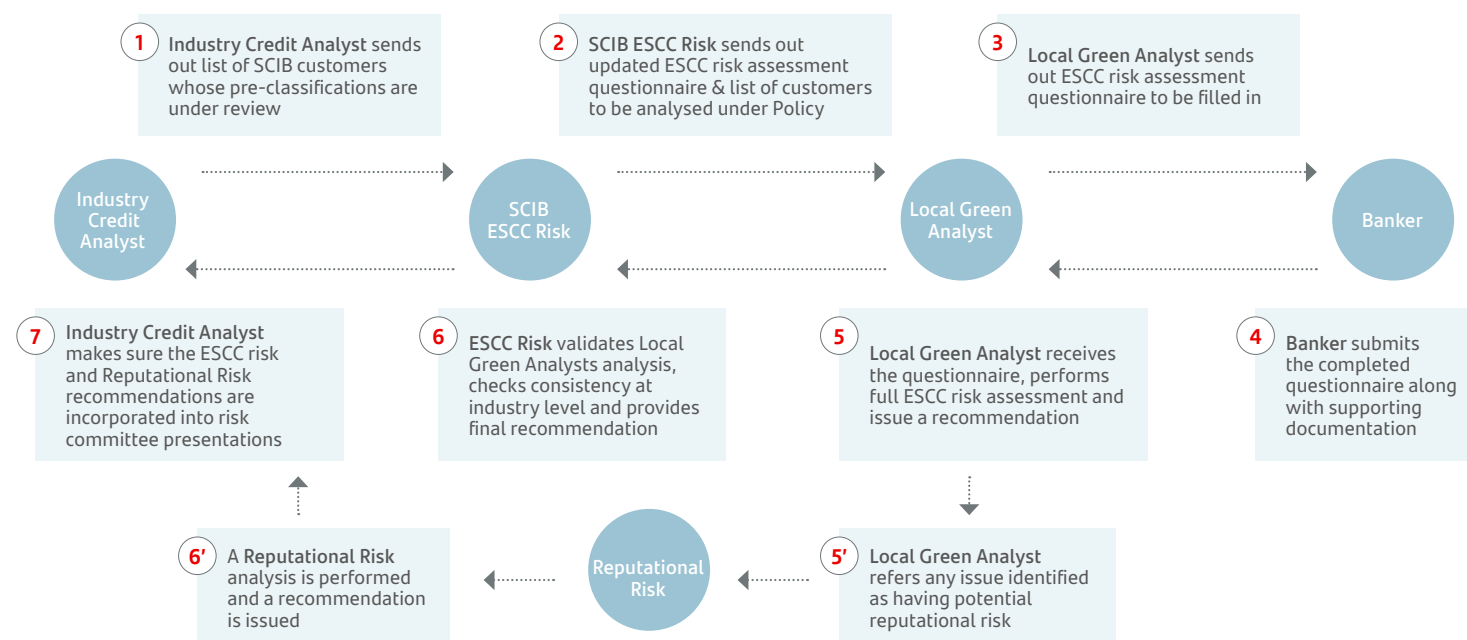 1
Industry Credit Analyst sends
out list of SCIB customers
whose pre-classifications are
under review
2
SCIB ESCC Risk sends out
updated ESCC risk assessment
questionnaire & list of customers
to be analysed under Policy
3
Local Green Analyst sends
out ESCC risk assessment
questionnaire to be filled in
Industry
Credit
Analyst
SCIB
ESCC Risk
Local Green
Analyst
Banker
7
Industry Credit Analyst
makes sure the ESCC risk
and Reputational Risk
recommendations are
incorporated into risk
committee presentations
6
ESCC Risk validates Local
Green Analysts analysis,
checks consistency at
industry level and provides
final recommendation
5
Local Green Analyst receives
the questionnaire, performs
full ESCC risk assessment and
issue a recommendation
4
Banker submits
the completed
questionnaire along
with supporting
documentation
6’
A Reputational Risk
analysis is performed
and a recommendation
is issued
Reputational
Risk
5’
Local Green Analyst
refers any issue identified
as having potential
reputational risk